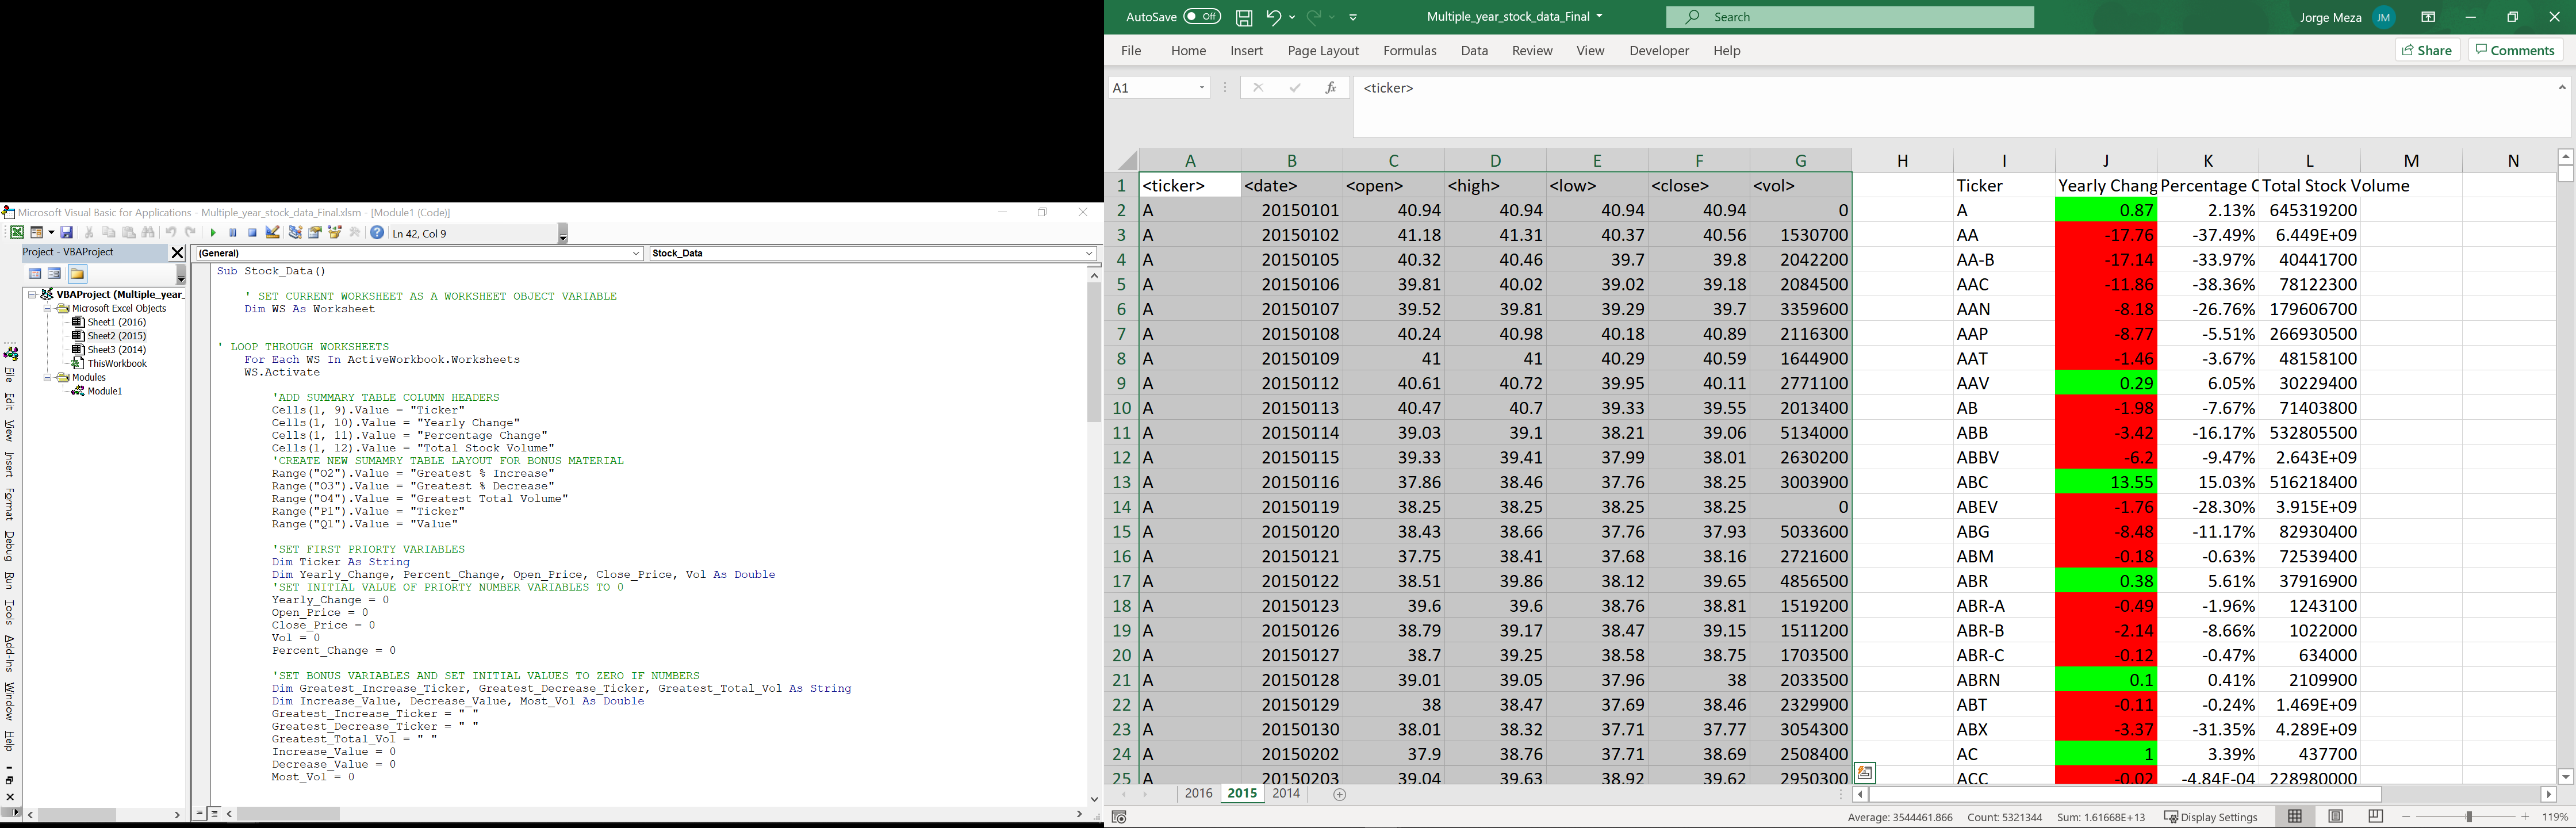 Microsoft Visual Basic for Applications - Multiple_year_stock_data_Final.xlsm - [Module1 (Code)]
Ln 42, Col 9
Project - VBAProject
VBAProject (Multiple_year_
Microsoft Excel Objects
Sheet1 (2016)
Sheet2 (2015)
Sheet3 (2014)
ThisWorkbook
Modules
Module1
File
Edit
View
Insert
Format
Debug
Run
Tools
Add-Ins
Window
Help
(General)
Stock_Data
Sub Stock_Data()
' SET CURRENT WORKSHEET AS A WORKSHEET OBJECT VARIABLE
Dim WS As Worksheet
' LOOP THROUGH WORKSHEETS
For Each WS In ActiveWorkbook.Worksheets
WS.Activate
'ADD SUMMARY TABLE COLUMN HEADERS
Cells(1, 9).Value = "Ticker"
Cells(1, 10).Value = "Yearly Change"
Cells(1, 11).Value = "Percentage Change"
Cells(1, 12).Value = "Total Stock Volume"
'CREATE NEW SUMAMRY TABLE LAYOUT FOR BONUS MATERIAL
Range("O2").Value = "Greatest % Increase"
Range("O3").Value = "Greatest % Decrease"
Range("O4").Value = "Greatest Total Volume"
Range("P1").Value = "Ticker"
Range("Q1").Value = "Value"
'SET FIRST PRIORTY VARIABLES
Dim Ticker As String
Dim Yearly_Change, Percent_Change, Open_Price, Close_Price, Vol As Double
'SET INITIAL VALUE OF PRIORTY NUMBER VARIABLES TO 0
Yearly_Change = 0
Open_Price = 0
Close_Price = 0
Vol = 0
Percent_Change = 0
'SET BONUS VARIABLES AND SET INITIAL VALUES TO ZERO IF NUMBERS
Dim Greatest_Increase_Ticker, Greatest_Decrease_Ticker, Greatest_Total_Vol As String
Dim Increase_Value, Decrease_Value, Most_Vol As Double
Greatest_Increase_Ticker = " "
Greatest_Decrease_Ticker = " "
Greatest_Total_Vol = " "
Increase_Value = 0
Decrease_Value = 0
Most_Vol = 0
AutoSave Off Multiple_year_stock_data_Final Search Jorge Meza JM
File Home Insert Page Layout Formulas Data Review View Developer Help Share Comments
A1 fx <ticker>
A B C D E F G H I J K L M N
1 <ticker> <date> <open> <high> <low> <close> <vol> Ticker Yearly Chang Percentage C Total Stock Volume
2 A 20150101 40.94 40.94 40.94 40.94 0 A 0.87 2.13% 645319200
3 A 20150102 41.18 41.31 40.37 40.56 1530700 AA -17.76 -37.49% 6.449E+09
4 A 20150105 40.32 40.46 39.7 39.8 2042200 AA-B -17.14 -33.97% 40441700
5 A 20150106 39.81 40.02 39.02 39.18 2084500 AAC -11.86 -38.36% 78122300
6 A 20150107 39.52 39.81 39.29 39.7 3359600 AAN -8.18 -26.76% 179606700
7 A 20150108 40.24 40.98 40.18 40.89 2116300 AAP -8.77 -5.51% 266930500
8 A 20150109 41 41 40.29 40.59 1644900 AAT -1.46 -3.67% 48158100
9 A 20150112 40.61 40.72 39.95 40.11 2771100 AAV 0.29 6.05% 30229400
10 A 20150113 40.47 40.7 39.33 39.55 2013400 AB -1.98 -7.67% 71403800
11 A 20150114 39.03 39.1 38.21 39.06 5134000 ABB -3.42 -16.17% 532805500
12 A 20150115 39.33 39.41 37.99 38.01 2630200 ABBV -6.2 -9.47% 2.643E+09
13 A 20150116 37.86 38.46 37.76 38.25 3003900 ABC 13.55 15.03% 516218400
14 A 20150119 38.25 38.25 38.25 38.25 0 ABEV -1.76 -28.30% 3.915E+09
15 A 20150120 38.43 38.66 37.76 37.93 5033600 ABG -8.48 -11.17% 82930400
16 A 20150121 37.75 38.41 37.68 38.16 2721600 ABM -0.18 -0.63% 72539400
17 A 20150122 38.51 39.86 38.12 39.65 4856500 ABR 0.38 5.61% 37916900
18 A 20150123 39.6 39.6 38.76 38.81 1519200 ABR-A -0.49 -1.96% 1243100
19 A 20150126 38.79 39.17 38.47 39.15 1511200 ABR-B -2.14 -8.66% 1022000
20 A 20150127 38.7 39.25 38.58 38.75 1703500 ABR-C -0.12 -0.47% 634000
21 A 20150128 39.01 39.05 37.96 38 2033500 ABRN 0.1 0.41% 2109900
22 A 20150129 38 38.47 37.69 38.46 2329900 ABT -0.11 -0.24% 1.469E+09
23 A 20150130 38.01 38.32 37.71 37.77 3054300 ABX -3.37 -31.35% 4.289E+09
24 A 20150202 37.9 38.76 37.71 38.69 2508400 AC 1 3.39% 437700
25 A 20150203 39.04 39.63 38.92 39.62 2950300 ACC -0.02 -4.84E-04 228980000
2016 2015 2014
Average: 3544461.866 Count: 5321344 Sum: 1.61668E+13 Display Settings 119%